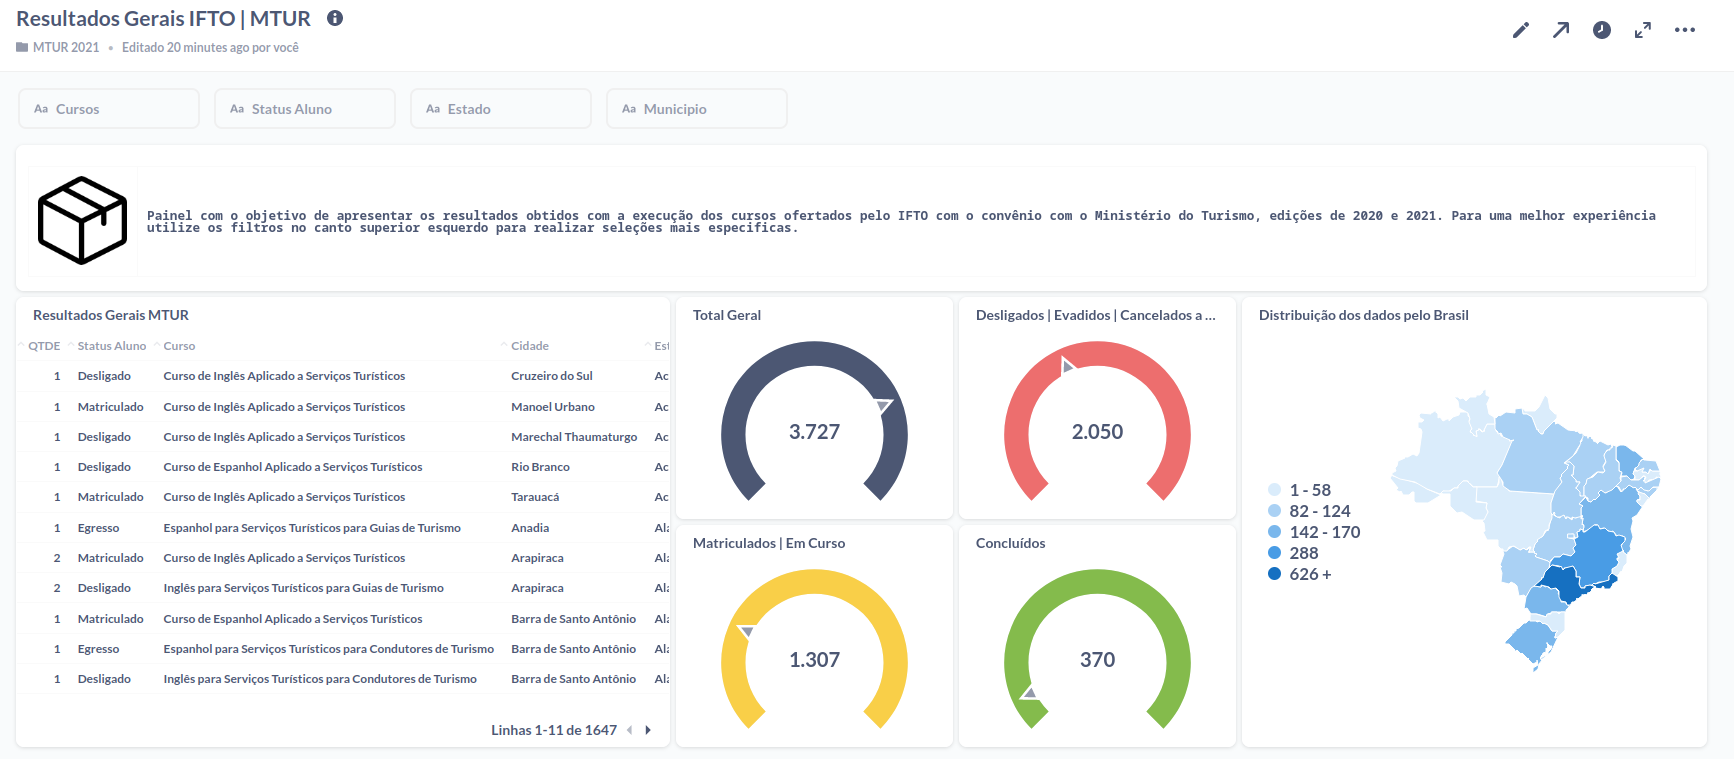 Resultados Gerais IFTO | MTUR
MTUR 2021 • Editado 20 minutes ago por você
Aa Cursos
Aa Status Aluno
Aa Estado
Aa Municipio
Painel com o objetivo de apresentar os resultados obtidos com a execução dos cursos ofertados pelo IFTO com o convênio com o Ministério do Turismo, edições de 2020 e 2021. Para uma melhor experiência
utilize os filtros no canto superior esquerdo para realizar seleções mais especificas.
Resultados Gerais MTUR
QTDE Status Aluno Curso Cidade Est
1 Desligado Curso de Inglês Aplicado a Serviços Turísticos Cruzeiro do Sul Ac
1 Matriculado Curso de Inglês Aplicado a Serviços Turísticos Manoel Urbano Ac
1 Desligado Curso de Inglês Aplicado a Serviços Turísticos Marechal Thaumaturgo Ac
1 Desligado Curso de Espanhol Aplicado a Serviços Turísticos Rio Branco Ac
1 Matriculado Curso de Inglês Aplicado a Serviços Turísticos Tarauacá Ac
1 Egresso Espanhol para Serviços Turísticos para Guias de Turismo Anadia Ala
2 Matriculado Curso de Inglês Aplicado a Serviços Turísticos Arapiraca Ala
2 Desligado Inglês para Serviços Turísticos para Guias de Turismo Arapiraca Ala
1 Matriculado Curso de Espanhol Aplicado a Serviços Turísticos Barra de Santo Antônio Ala
1 Egresso Espanhol para Serviços Turísticos para Condutores de Turismo Barra de Santo Antônio Ala
1 Desligado Inglês para Serviços Turísticos para Condutores de Turismo Barra de Santo Antônio Ala
Linhas 1-11 de 1647
Total Geral
3.727
Desligados | Evadidos | Cancelados a ...
2.050
Matriculados | Em Curso
1.307
Concluídos
370
Distribuição dos dados pelo Brasil
1 - 58
82 - 124
142 - 170
288
626 +